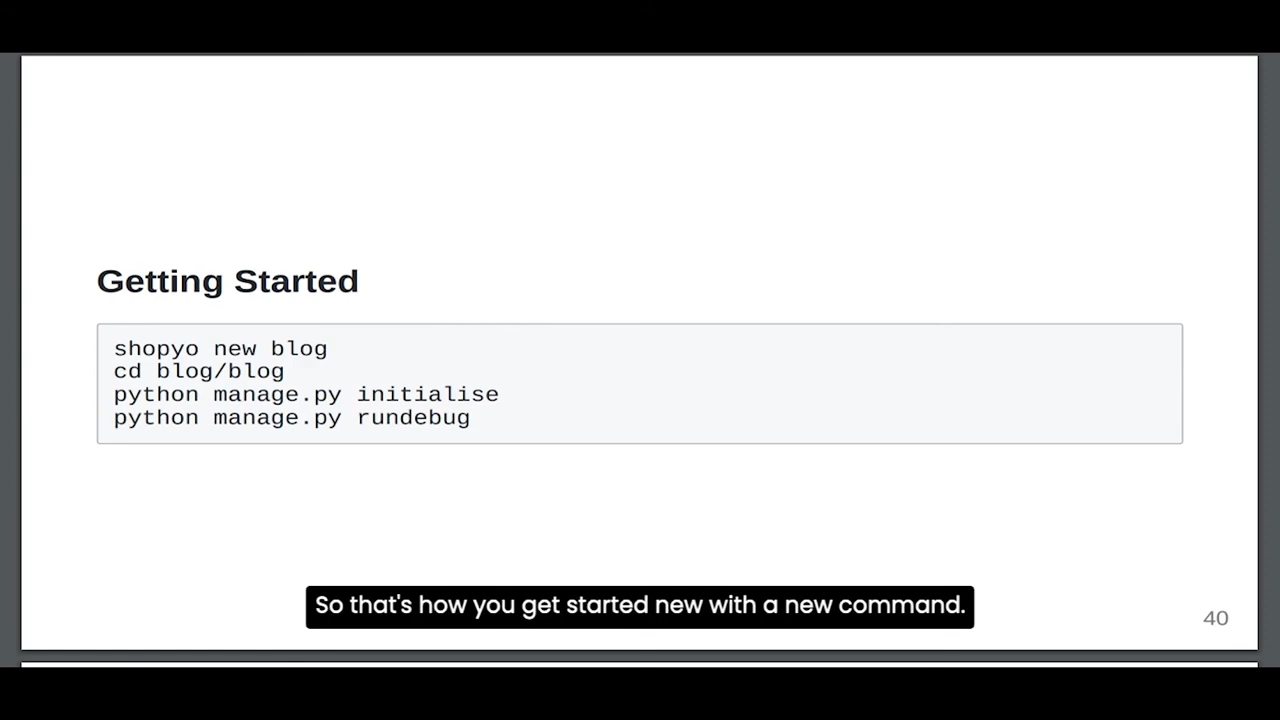 Getting Started
shopyo new blog
cd blog/blog
python manage.py initialise
python manage.py rundebug
So that's how you get started new with a new command.
40